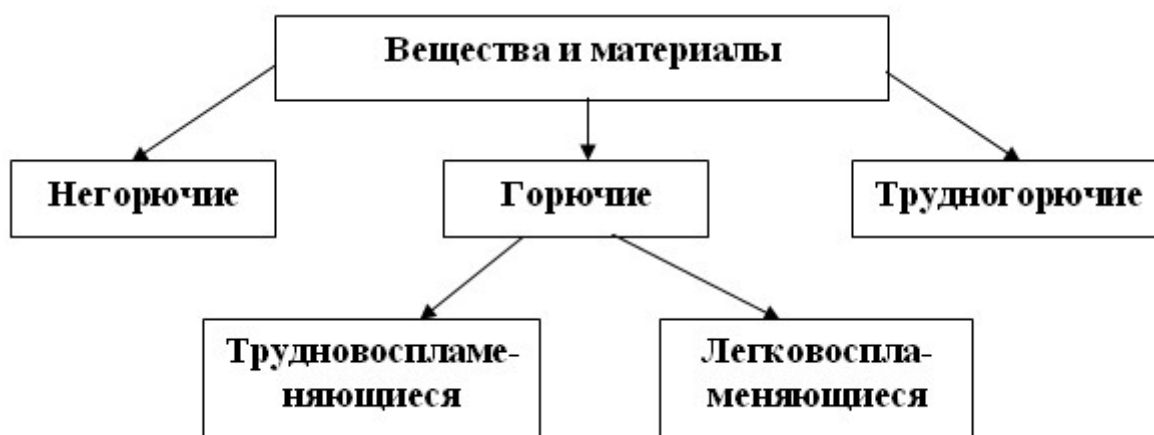 Вещества и материалы
Негорючие
Горючие
Трудногорючие
Трудновоспламе-
няющиеся
Легковоспла-
меняющиеся